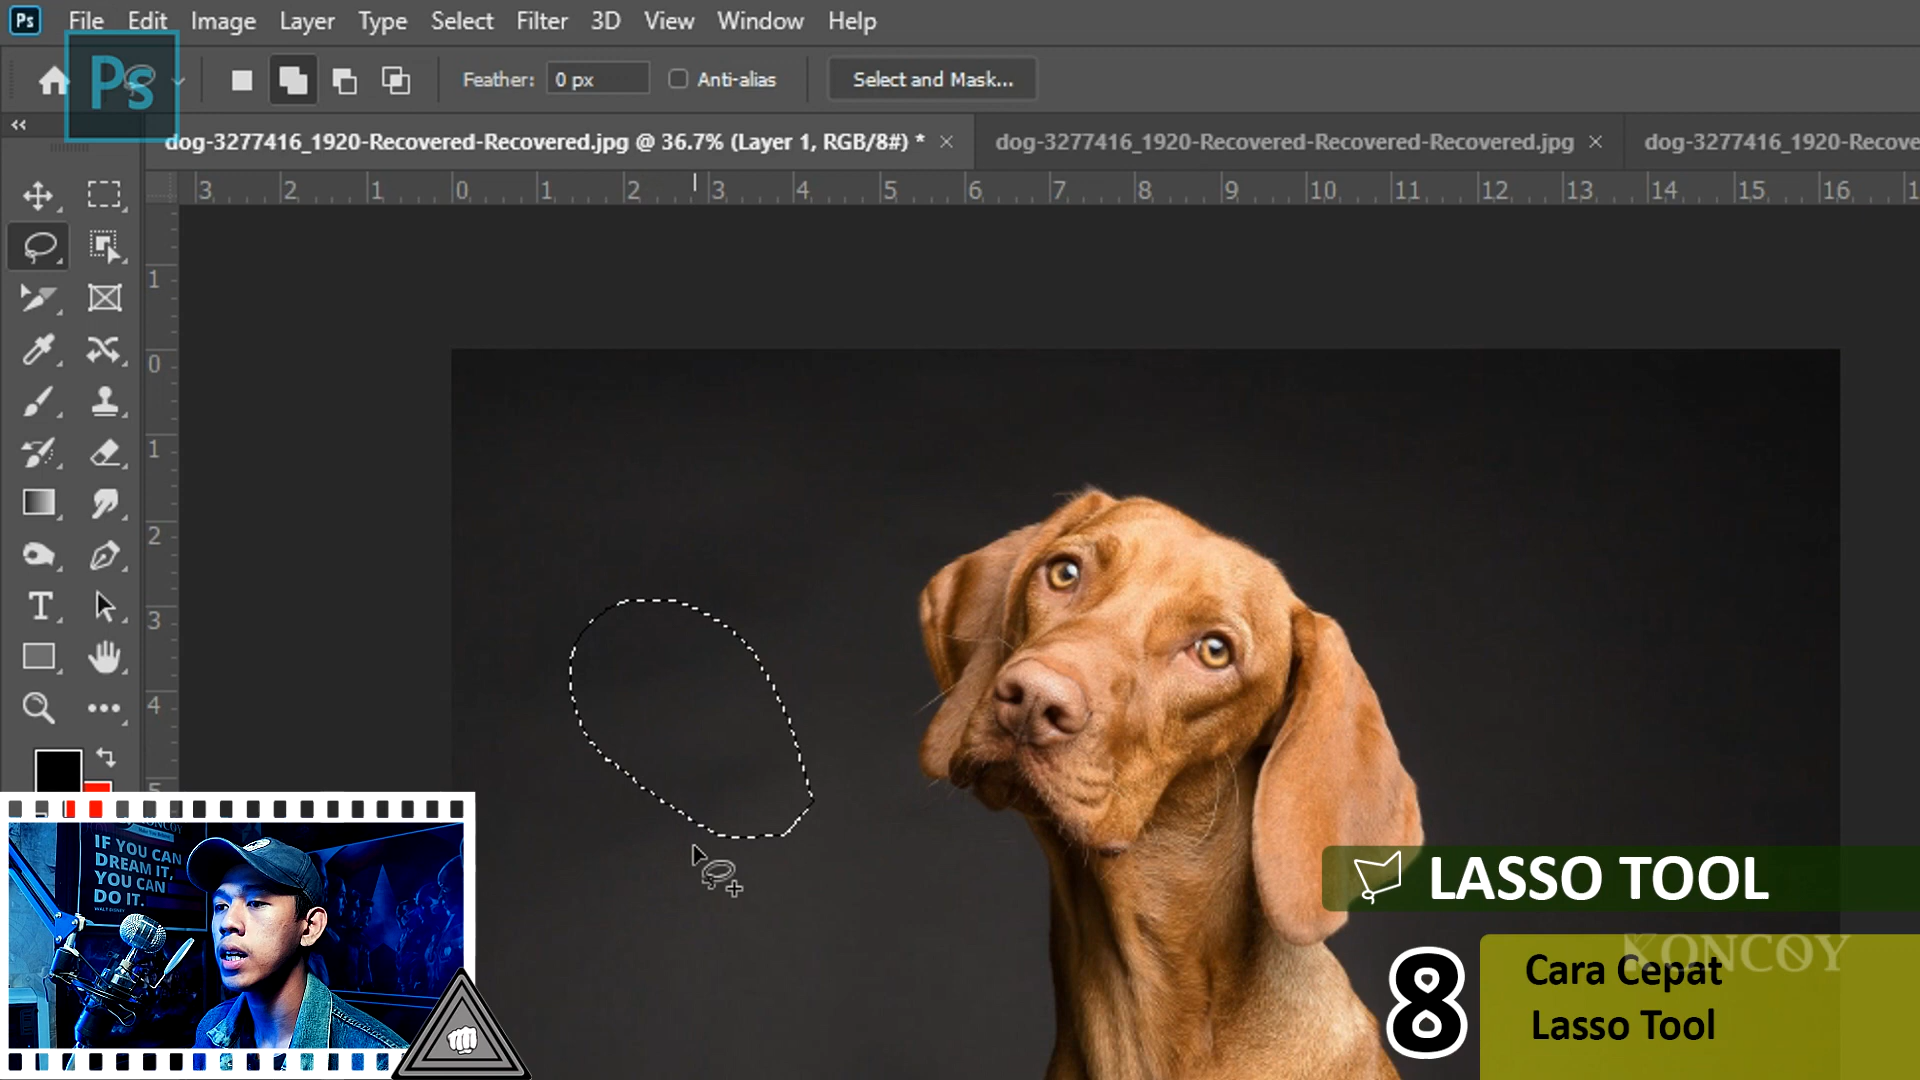 Ps File Edit Image Layer Type Select Filter 3D View Window Help
Ps Feather: 0 px Anti-alias Select and Mask...
dog-3277416_1920-Recovered-Recovered.jpg @ 36.7% (Layer 1, RGB/8#) * × dog-3277416_1920-Recovered-Recovered-Recovered.jpg × dog-3277416_1920-Recove
3 2 1 0 1 2 3 4 5 6 7 8 9 10 11 12 13 14 15 16
1
0
1
2
3
4
T
IF YOU CAN
DREAM IT,
YOU CAN
DO IT.
WALT DISNEY
LASSO TOOL
KONCOY
8
Cara Cepat
Lasso Tool